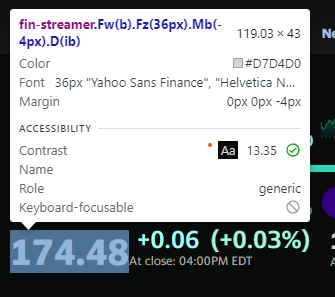 fin-streamer.Fw(b).Fz(36px).Mb(-
4px).D(ib)
119.03 × 43
Color #D7D4D0
Font 36px "Yahoo Sans Finance", "Helvetica N...
Margin 0px 0px -4px
ACCESSIBILITY
Contrast Aa 13.35
Name
Role generic
Keyboard-focusable
174.48 +0.06 (+0.03%)
At close: 04:00PM EDT
Ne